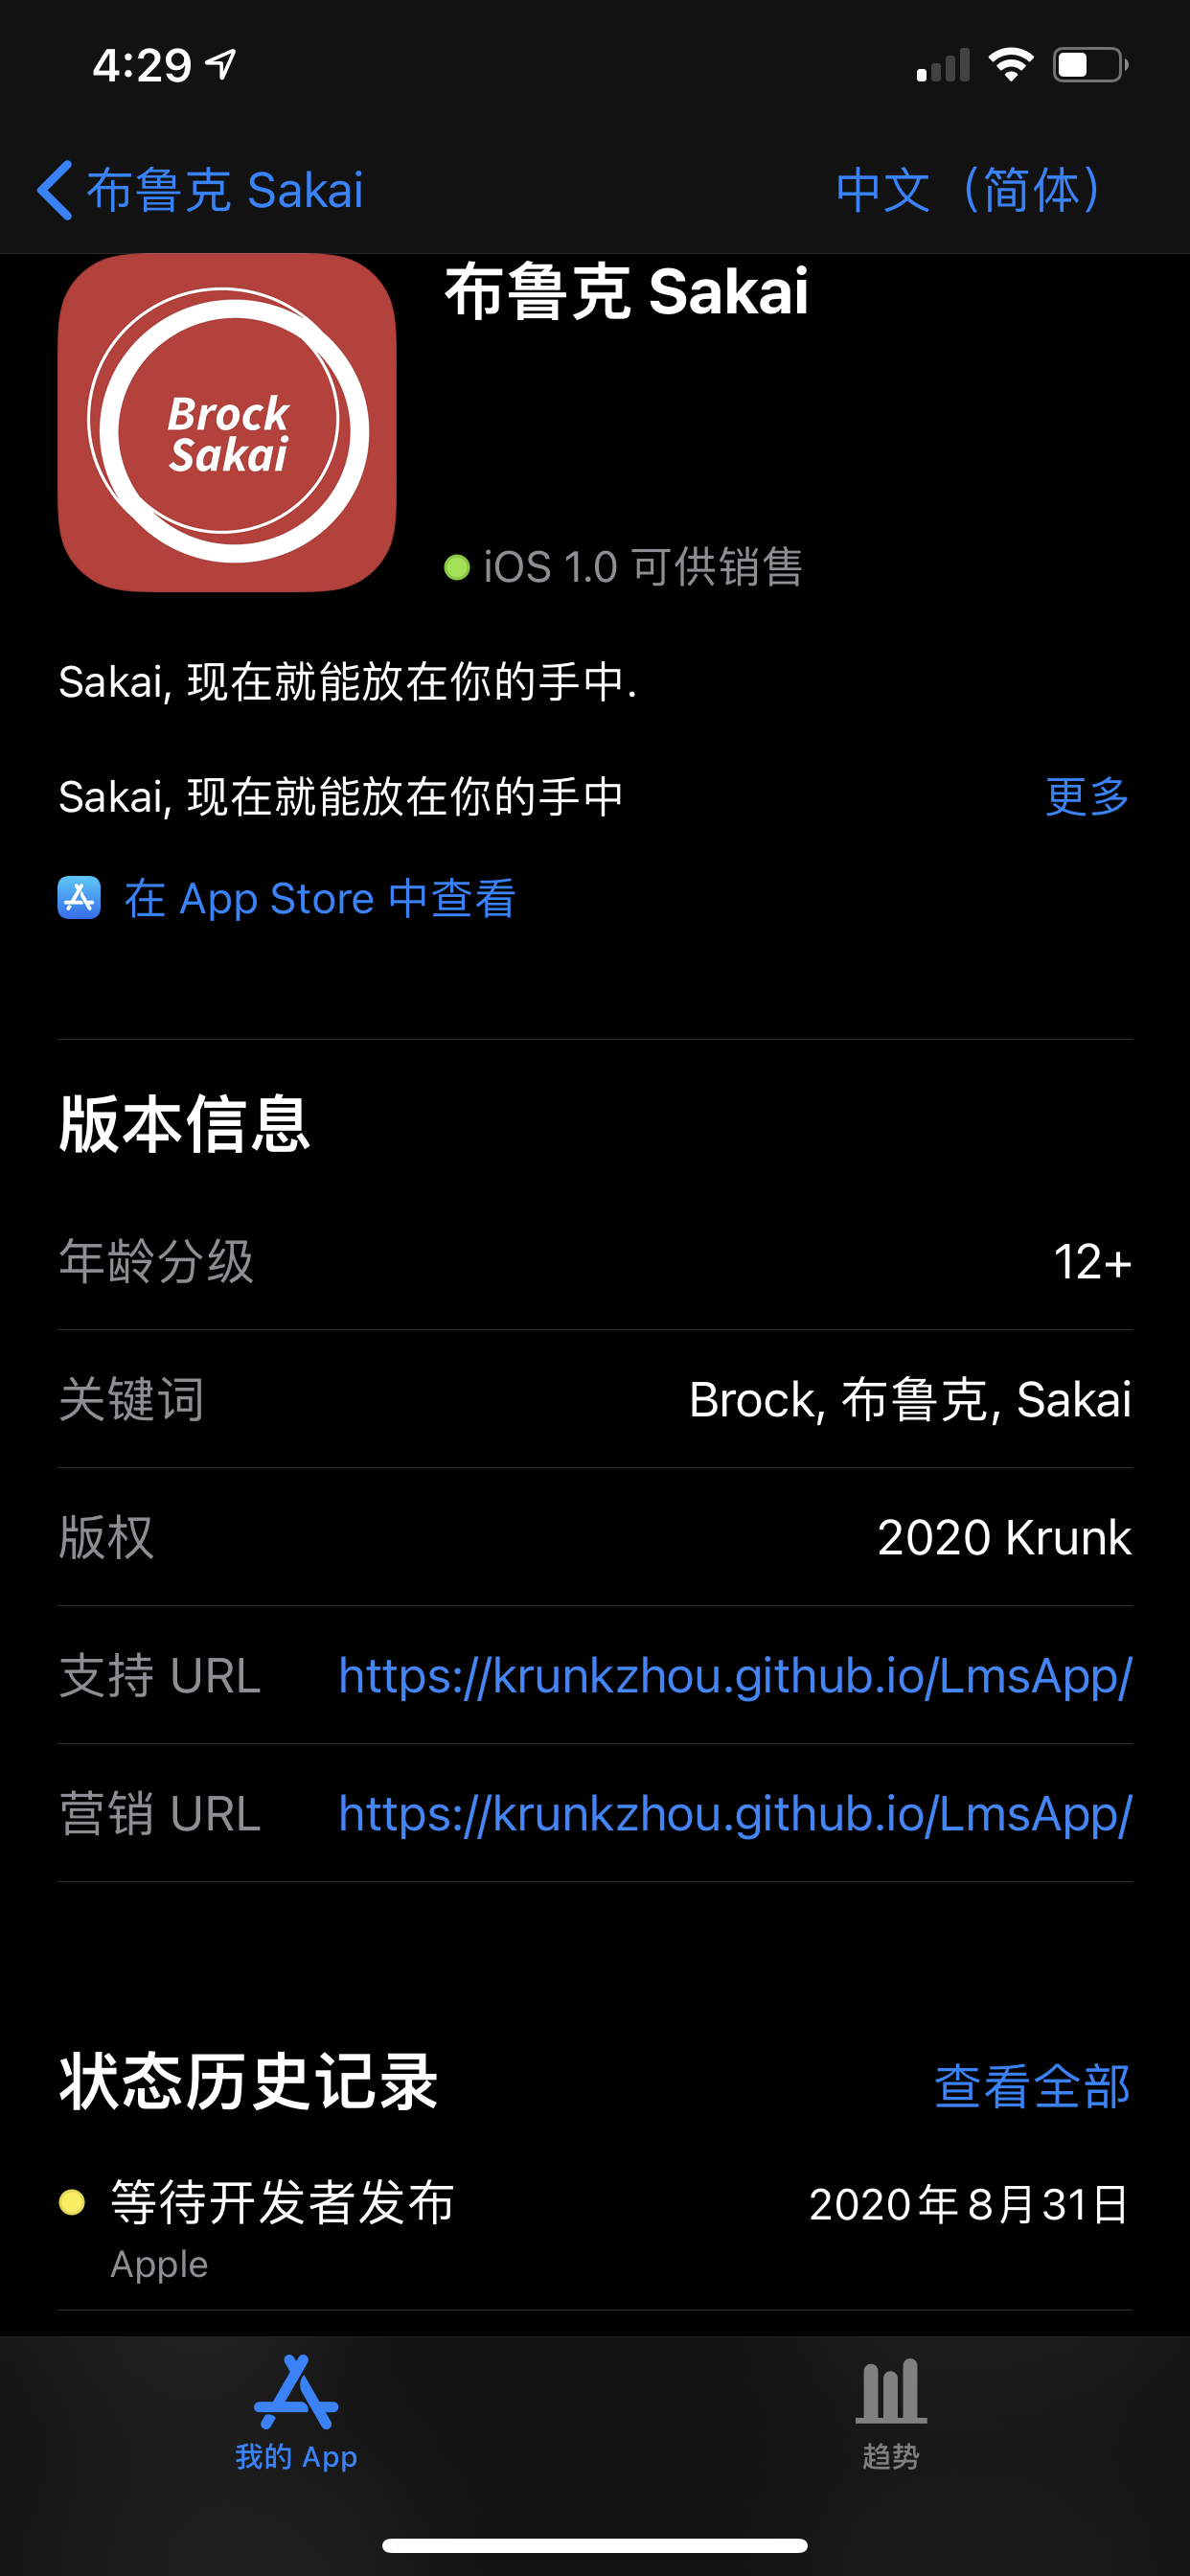 4:29
布鲁克 Sakai
中文（简体）
布鲁克 Sakai
Brock
Sakai
iOS 1.0 可供销售
Sakai, 现在就能放在你的手中.
Sakai, 现在就能放在你的手中
更多
在 App Store 中查看
版本信息
年龄分级 12+
关键词 Brock, 布鲁克, Sakai
版权 2020 Krunk
支持 URL https://krunkzhou.github.io/LmsApp/
营销 URL https://krunkzhou.github.io/LmsApp/
状态历史记录 查看全部
等待开发者发布 2020年8月31日
Apple
我的 App 趋势